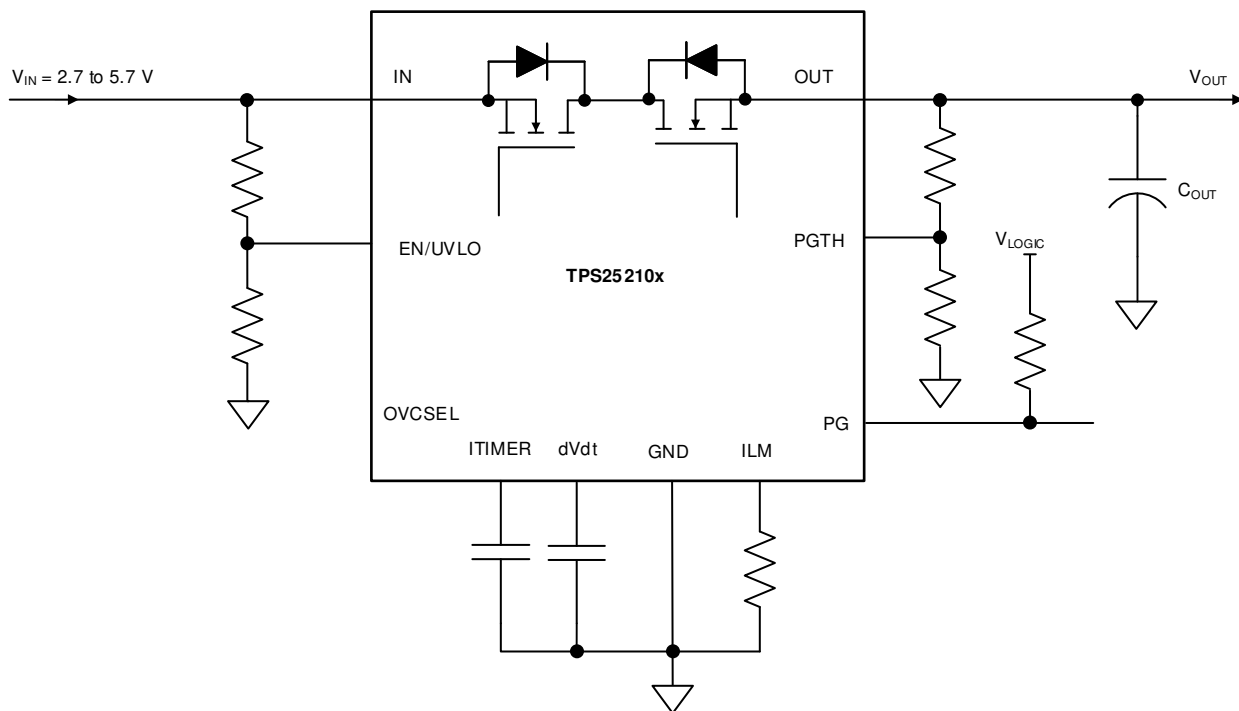 V_IN = 2.7 to 5.7 V
IN
OUT
V_OUT
C_OUT
EN/UVLO
PGTH
V_LOGIC
TPS25210x
OVCSEL
PG
ITIMER
dVdt
GND
ILM